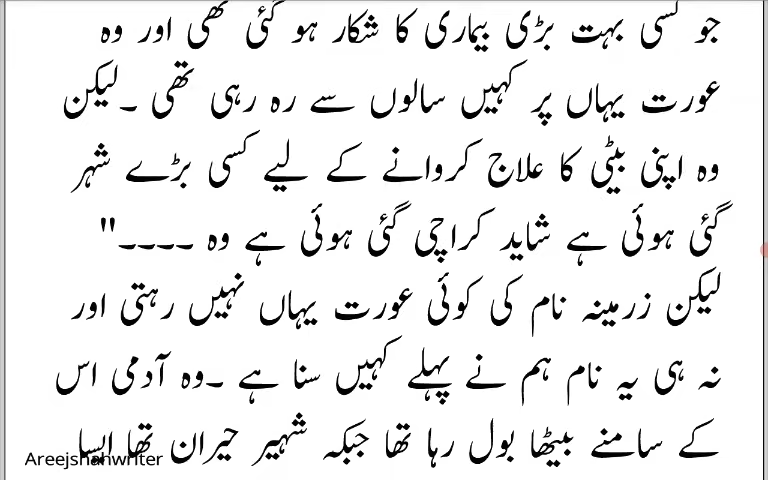 جو کسی بہت بڑی بیماری کا شکار ہو گئی تھی اور وہ
عورت یہاں پر کہیں سالوں سے رہ رہی تھی ۔لیکن
وہ اپنی بیٹی کا علاج کروانے کے لیے کسی بڑے شہر
گئی ہوئی ہے شاید کراچی گئی ہوئی ہے وہ ۔۔۔۔"
لیکن زرمینہ نام کی کوئی عورت یہاں نہیں رہتی اور
نہ ہی یہ نام ہم نے پہلے کہیں سنا ہے ۔وہ آدمی اس
کے سامنے بیٹھا بول رہا تھا جبکہ شہیر حیران تھا ایسا
Areejshahwriter